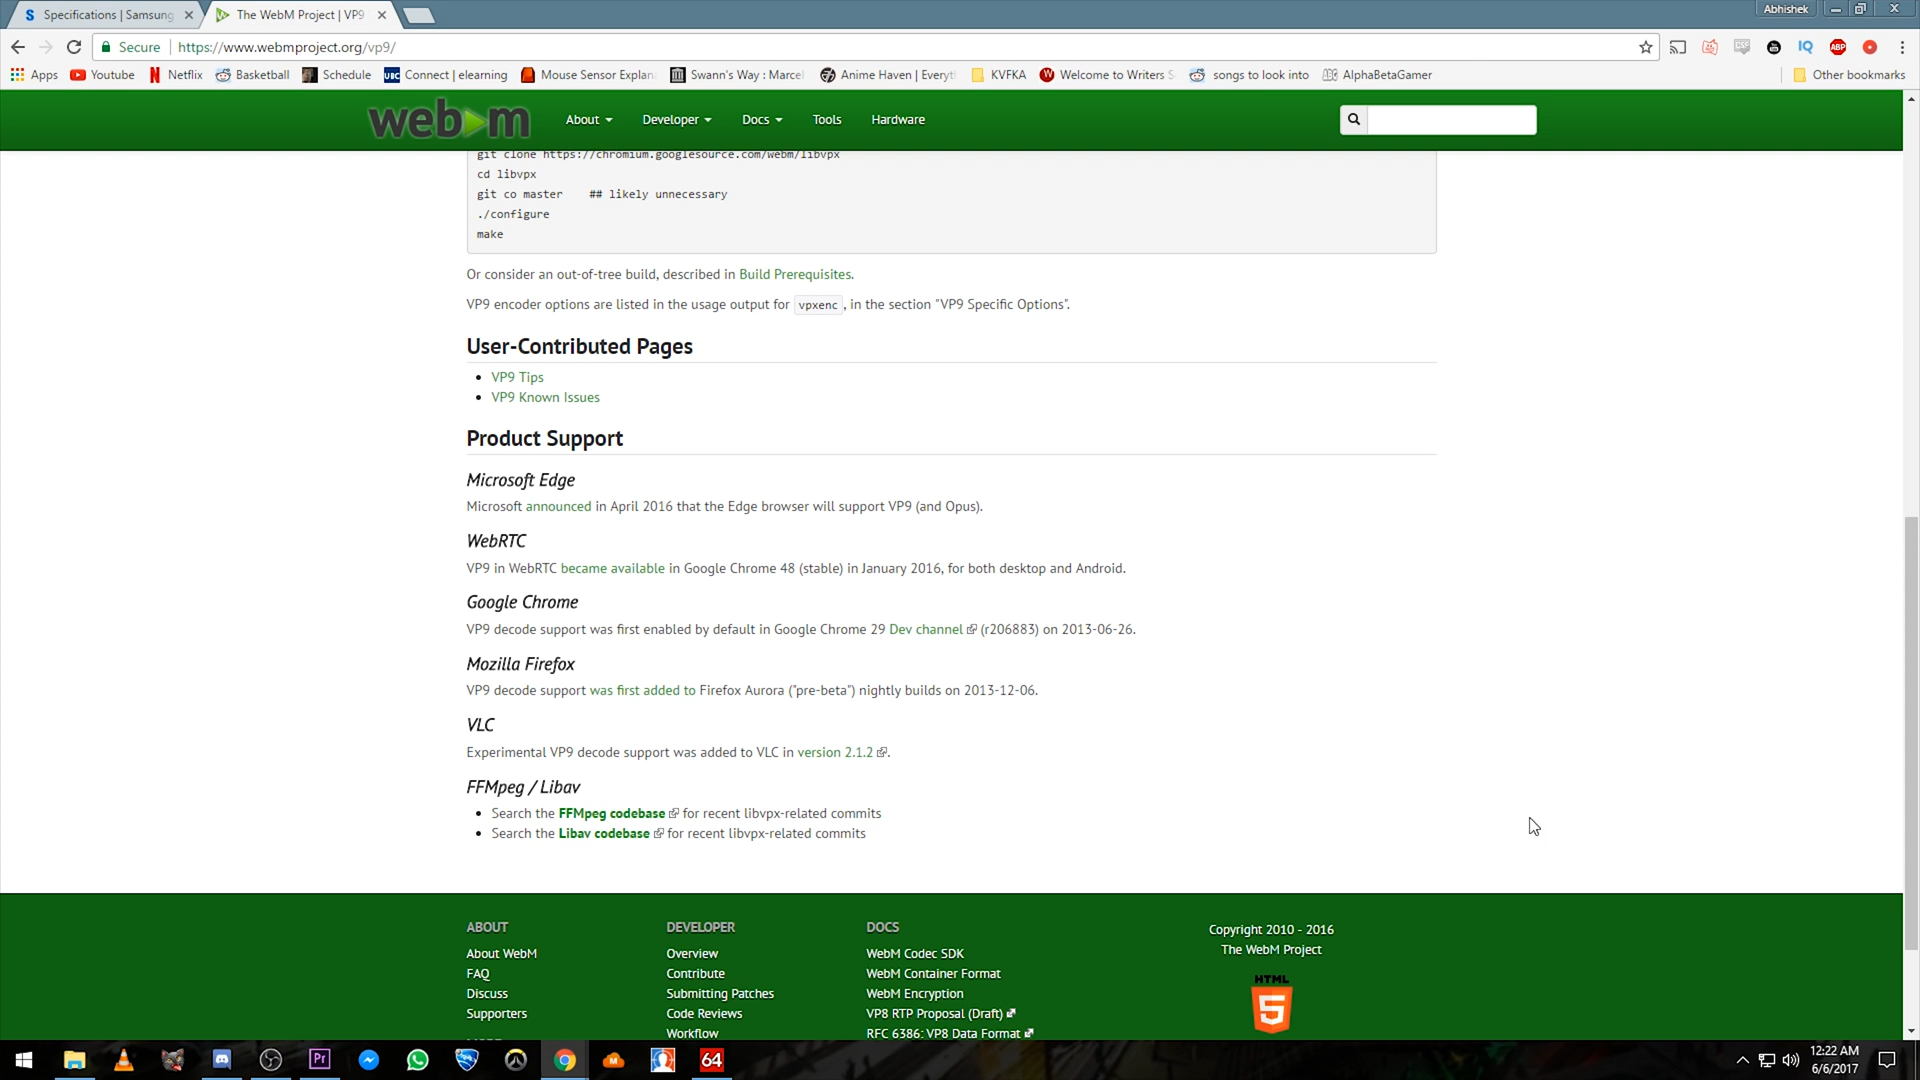 Specifications | Samsung
The WebM Project | VP9
Abhishek
Secure
https://www.webmproject.org/vp9/
Apps
Youtube
Netflix
Basketball
Schedule
Connect | elearning
Mouse Sensor Explan
Swann's Way : Marcel
Anime Haven | Everyt
KVFKA
Welcome to Writers S
songs to look into
AlphaBetaGamer
Other bookmarks
webm
About
Developer
Docs
Tools
Hardware
git clone https://chromium.googlesource.com/webm/libvpx
cd libvpx
git co master    ## likely unnecessary
./configure
make
Or consider an out-of-tree build, described in Build Prerequisites.
VP9 encoder options are listed in the usage output for vpxenc, in the section "VP9 Specific Options".
User-Contributed Pages
VP9 Tips
VP9 Known Issues
Product Support
Microsoft Edge
Microsoft announced in April 2016 that the Edge browser will support VP9 (and Opus).
WebRTC
VP9 in WebRTC became available in Google Chrome 48 (stable) in January 2016, for both desktop and Android.
Google Chrome
VP9 decode support was first enabled by default in Google Chrome 29 Dev channel (r206883) on 2013-06-26.
Mozilla Firefox
VP9 decode support was first added to Firefox Aurora ("pre-beta") nightly builds on 2013-12-06.
VLC
Experimental VP9 decode support was added to VLC in version 2.1.2.
FFMpeg / Libav
Search the FFMpeg codebase for recent libvpx-related commits
Search the Libav codebase for recent libvpx-related commits
ABOUT
About WebM
FAQ
Discuss
Supporters
DEVELOPER
Overview
Contribute
Submitting Patches
Code Reviews
Workflow
DOCS
WebM Codec SDK
WebM Container Format
WebM Encryption
VP8 RTP Proposal (Draft)
RFC 6386: VP8 Data Format
Copyright 2010 - 2016
The WebM Project
HTML
5
Pr
64
12:22 AM
6/6/2017